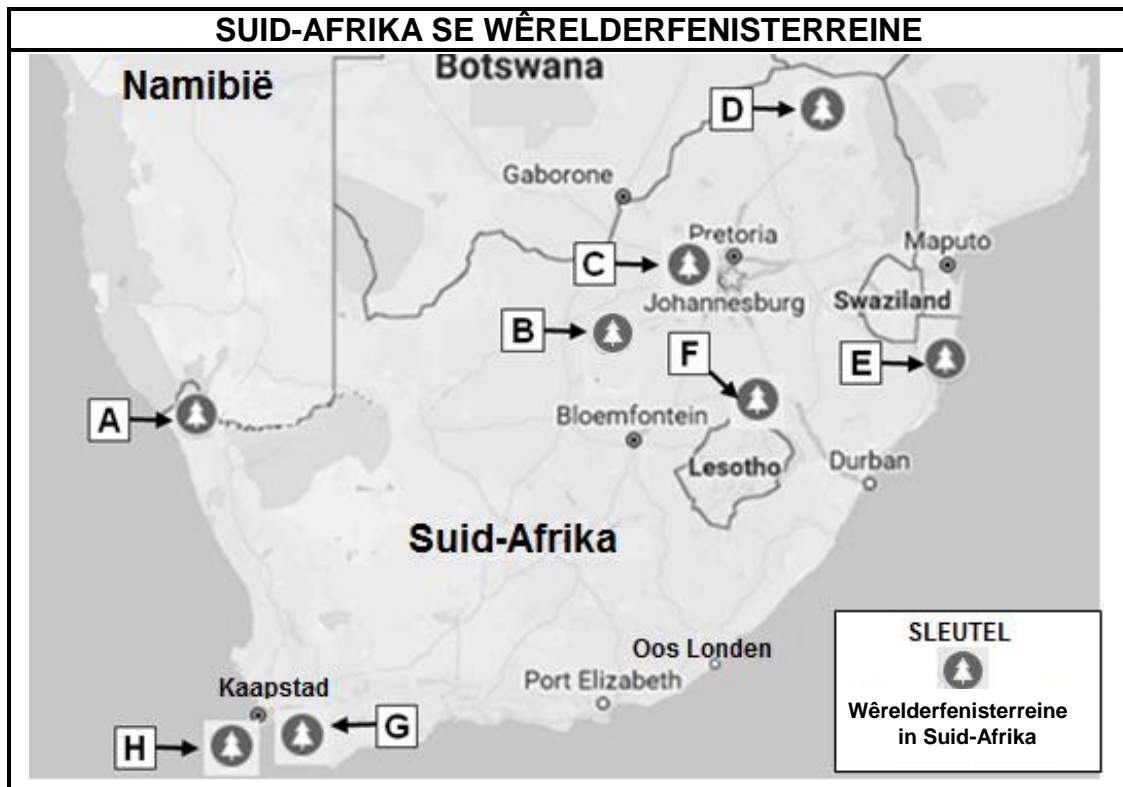 SUID-AFRIKA SE WÊRELDERFENISTERREINE
Namibië
Botswana
D
Gaborone
Pretoria
C
Maputo
Johannesburg
Swaziland
B
F
E
A
Bloemfontein
Lesotho
Durban
Suid-Afrika
Oos Londen
Port Elizabeth
Kaapstad
G
H
SLEUTEL
Wêrelderfenisterreine
in Suid-Afrika